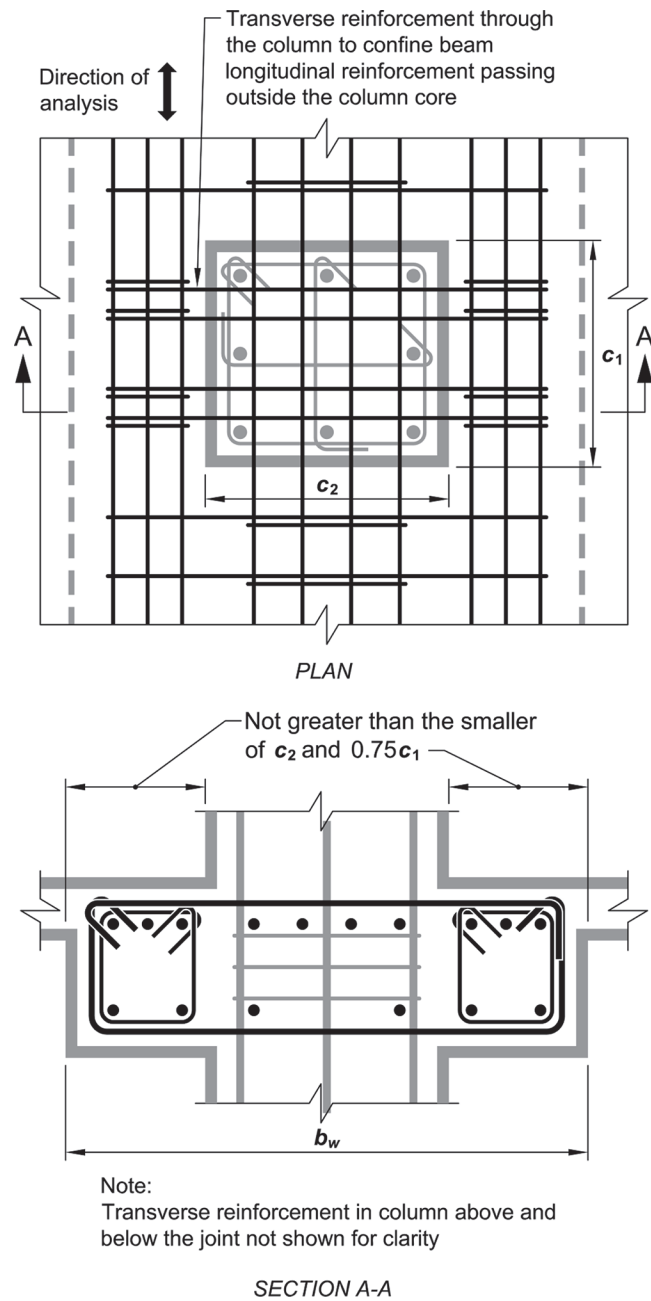 Transverse reinforcement through
the column to confine beam
longitudinal reinforcement passing
outside the column core
Direction of
analysis
A
A
c1
c2
PLAN
Not greater than the smaller
of c2 and 0.75c1
bw
Note:
Transverse reinforcement in column above and
below the joint not shown for clarity
SECTION A-A